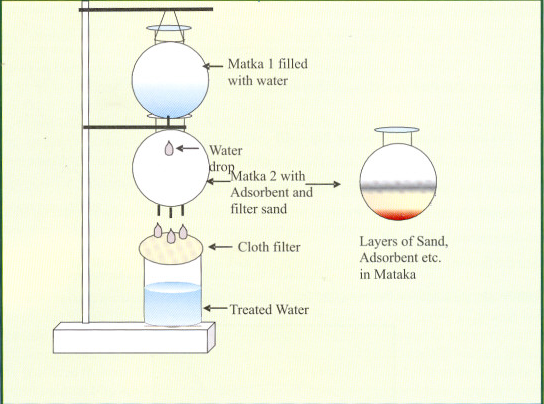 Matka 1 filled
with water
Water
drop
Matka 2 with
Adsorbent and
filter sand
Cloth filter
Treated Water
Layers of Sand,
Adsorbent etc.
in Mataka